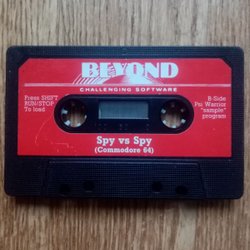 BEYOND
CHALLENGING SOFTWARE
Press SHIFT
RUN/STOP
To load
B-Side
Psi Warrior
"sample"
program
Spy vs Spy
(Commodore 64)